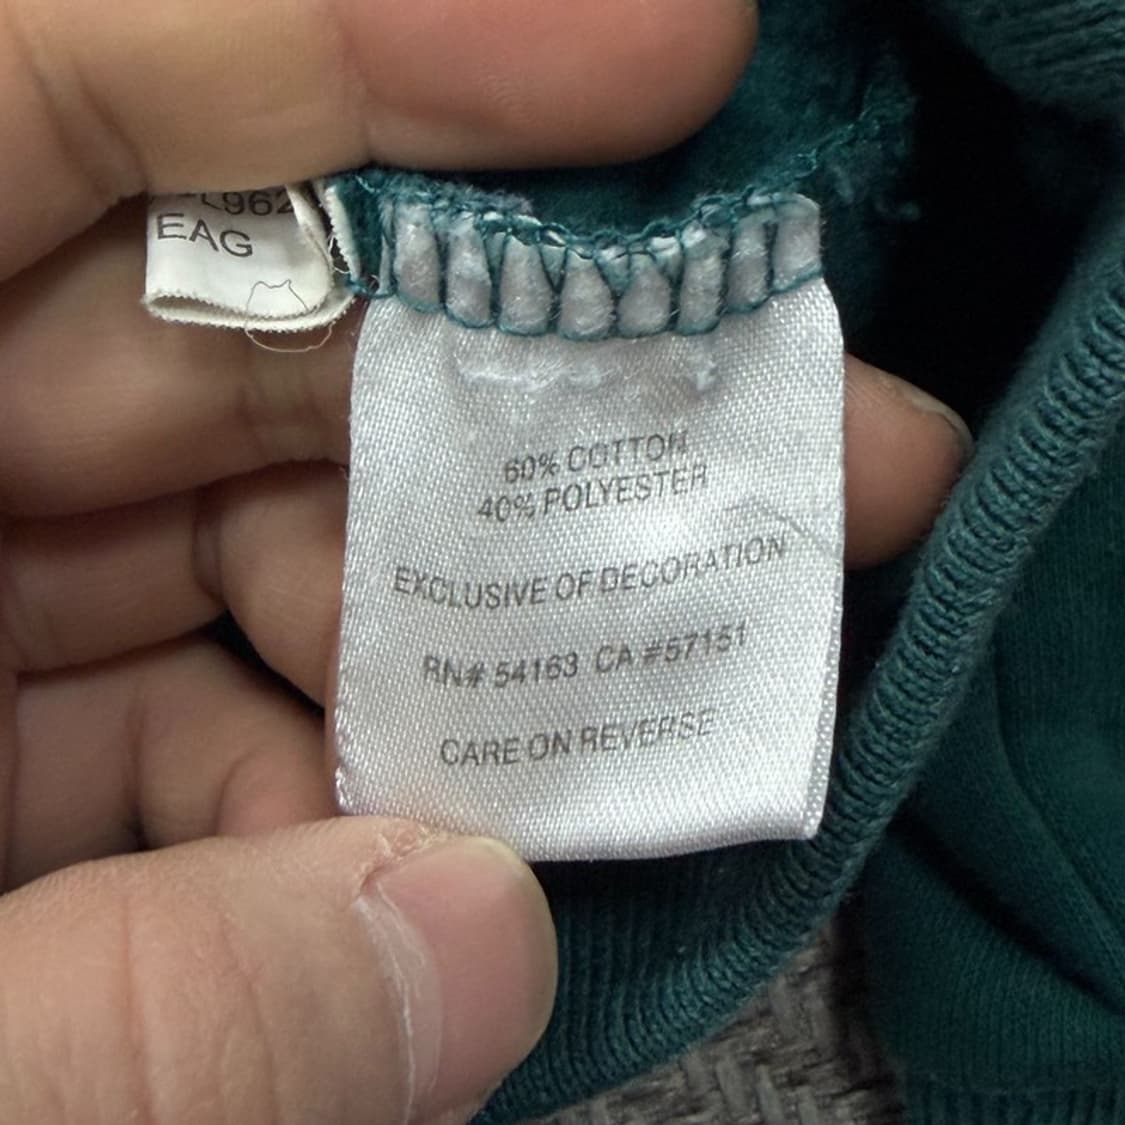 EAG
60% COTTON
40% POLYESTER
EXCLUSIVE OF DECORATION
RN# 54163 CA #57151
CARE ON REVERSE